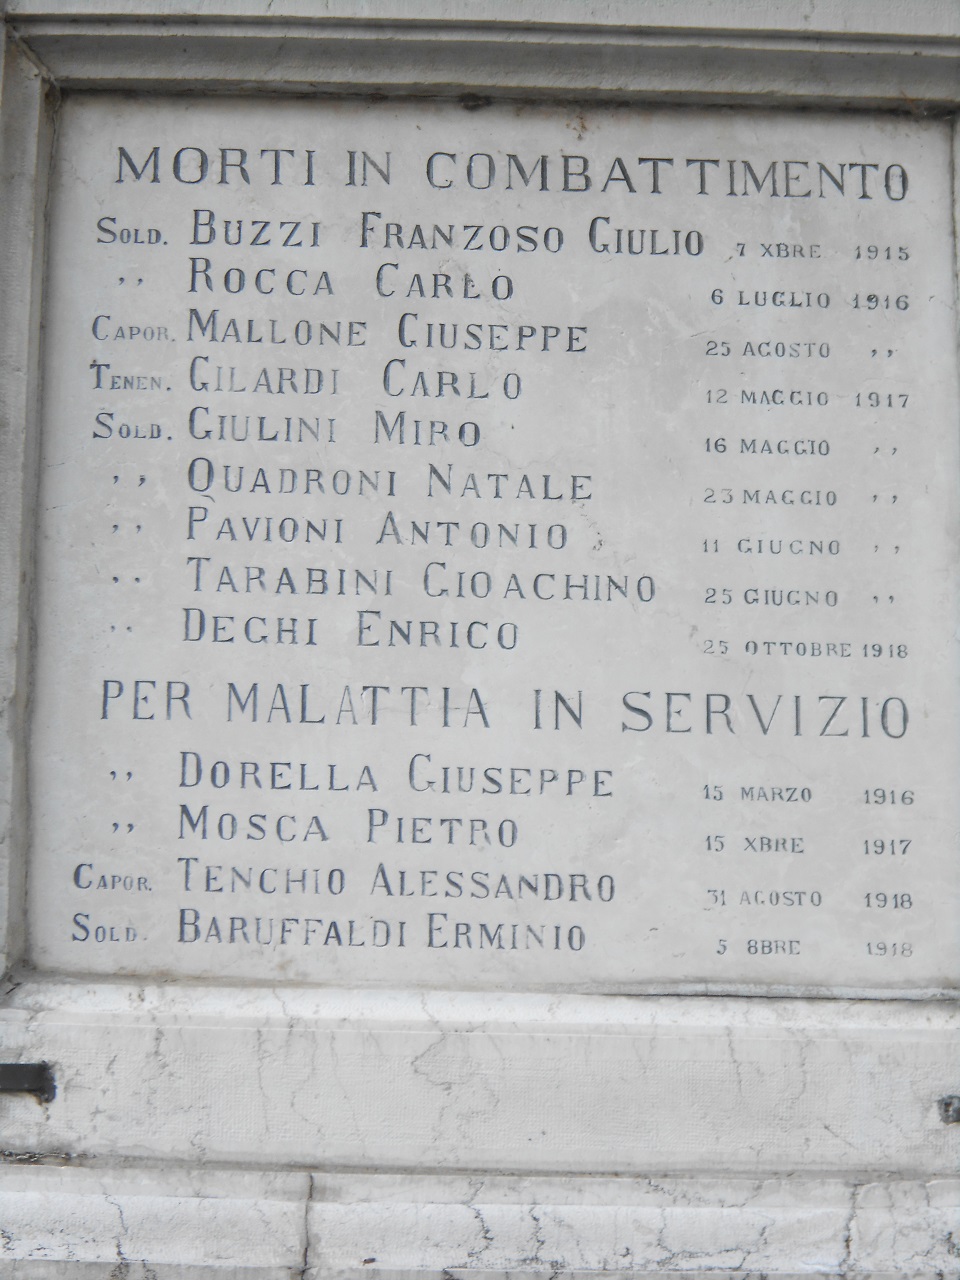 MORTI IN COMBATTIMENTO
SOLD. BUZZI FRANZOSO GIULIO 7 XBRE 1915
,, ROCCA CARLO 6 LUGLIO 1916
CAPOR. MALLONE GIUSEPPE 25 AGOSTO ,,
TENEN. GILARDI CARLO 12 MAGGIO 1917
SOLD. GIULINI MIRO 16 MAGGIO ,,
,, QUADRONI NATALE 23 MAGGIO ,,
,, PAVIONI ANTONIO 11 GIUGNO ,,
,, TARABINI GIOACHINO 25 GIUGNO ,,
,, DEGHI ENRICO 25 OTTOBRE 1918
PER MALATTIA IN SERVIZIO
,, DORELLA GIUSEPPE 15 MARZO 1916
,, MOSCA PIETRO 15 XBRE 1917
CAPOR. TENCHIO ALESSANDRO 31 AGOSTO 1918
SOLD. BARUFFALDI ERMINIO 5 8BRE 1918